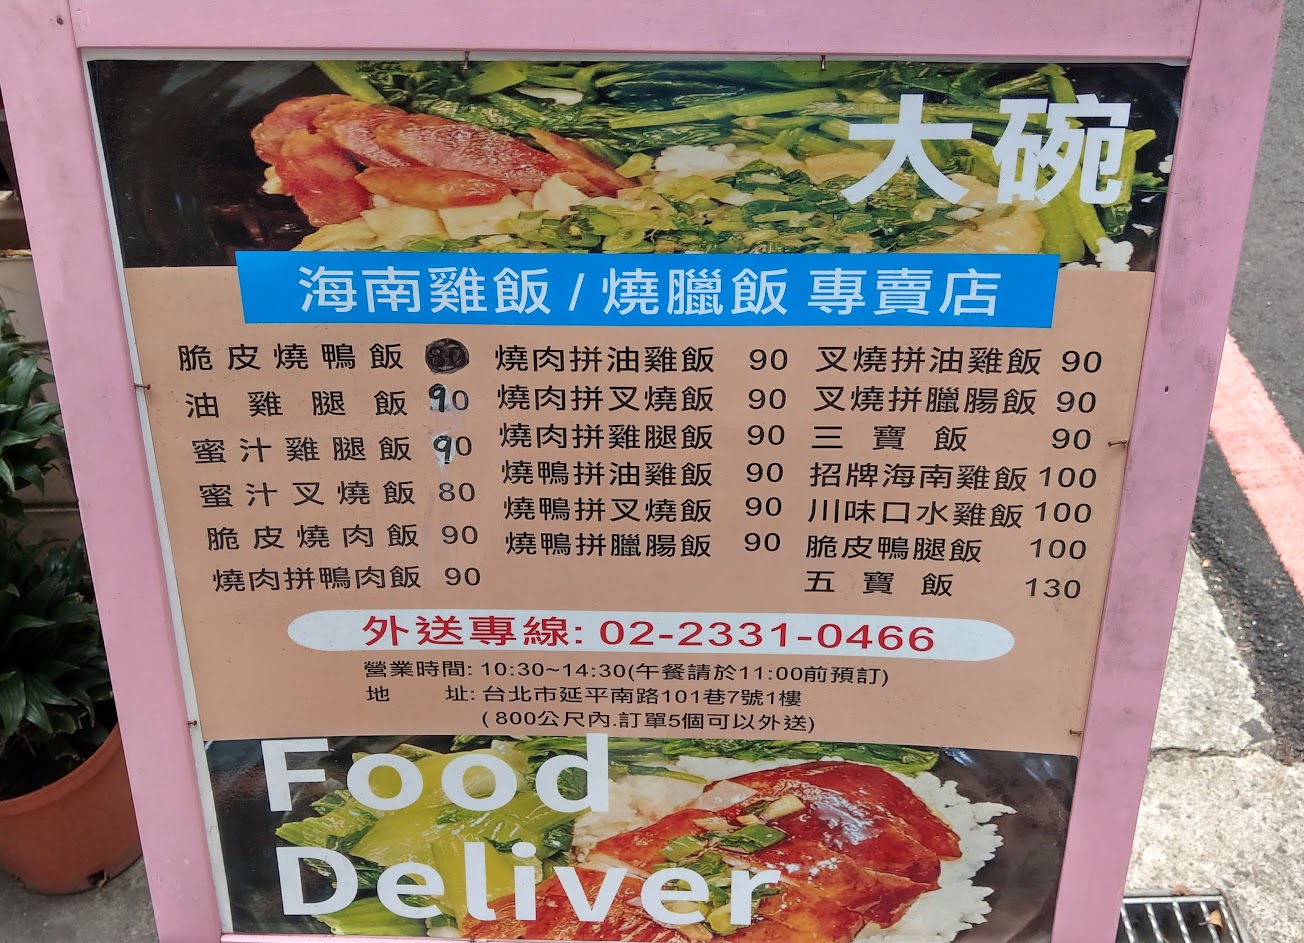 大碗
海南雞飯 / 燒臘飯 專賣店
脆皮燒鴨飯
油雞腿飯 90
蜜汁雞腿飯 90
蜜汁叉燒飯 80
脆皮燒肉飯 90
燒肉拼鴨肉飯 90
燒肉拼油雞飯 90
燒肉拼叉燒飯 90
燒肉拼雞腿飯 90
燒鴨拼油雞飯 90
燒鴨拼叉燒飯 90
燒鴨拼臘腸飯 90
叉燒拼油雞飯 90
叉燒拼臘腸飯 90
三寶飯 90
招牌海南雞飯 100
川味口水雞飯 100
脆皮鴨腿飯 100
五寶飯 130
外送專線: 02-2331-0466
營業時間: 10:30~14:30(午餐請於11:00前預訂)
地 址: 台北市延平南路101巷7號1樓
(800公尺內.訂單5個可以外送)
Food
Deliver